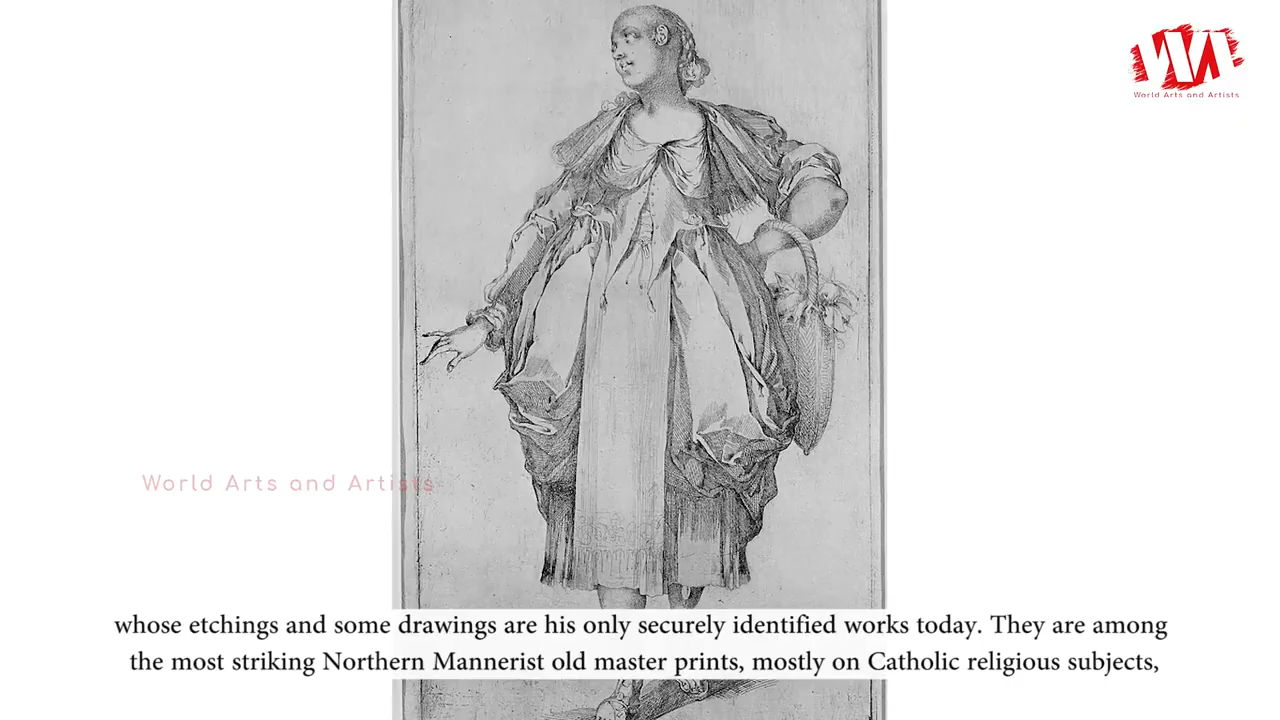 World Arts and Artists
World Arts and Artists
whose etchings and some drawings are his only securely identified works today. They are among
the most striking Northern Mannerist old master prints, mostly on Catholic religious subjects,